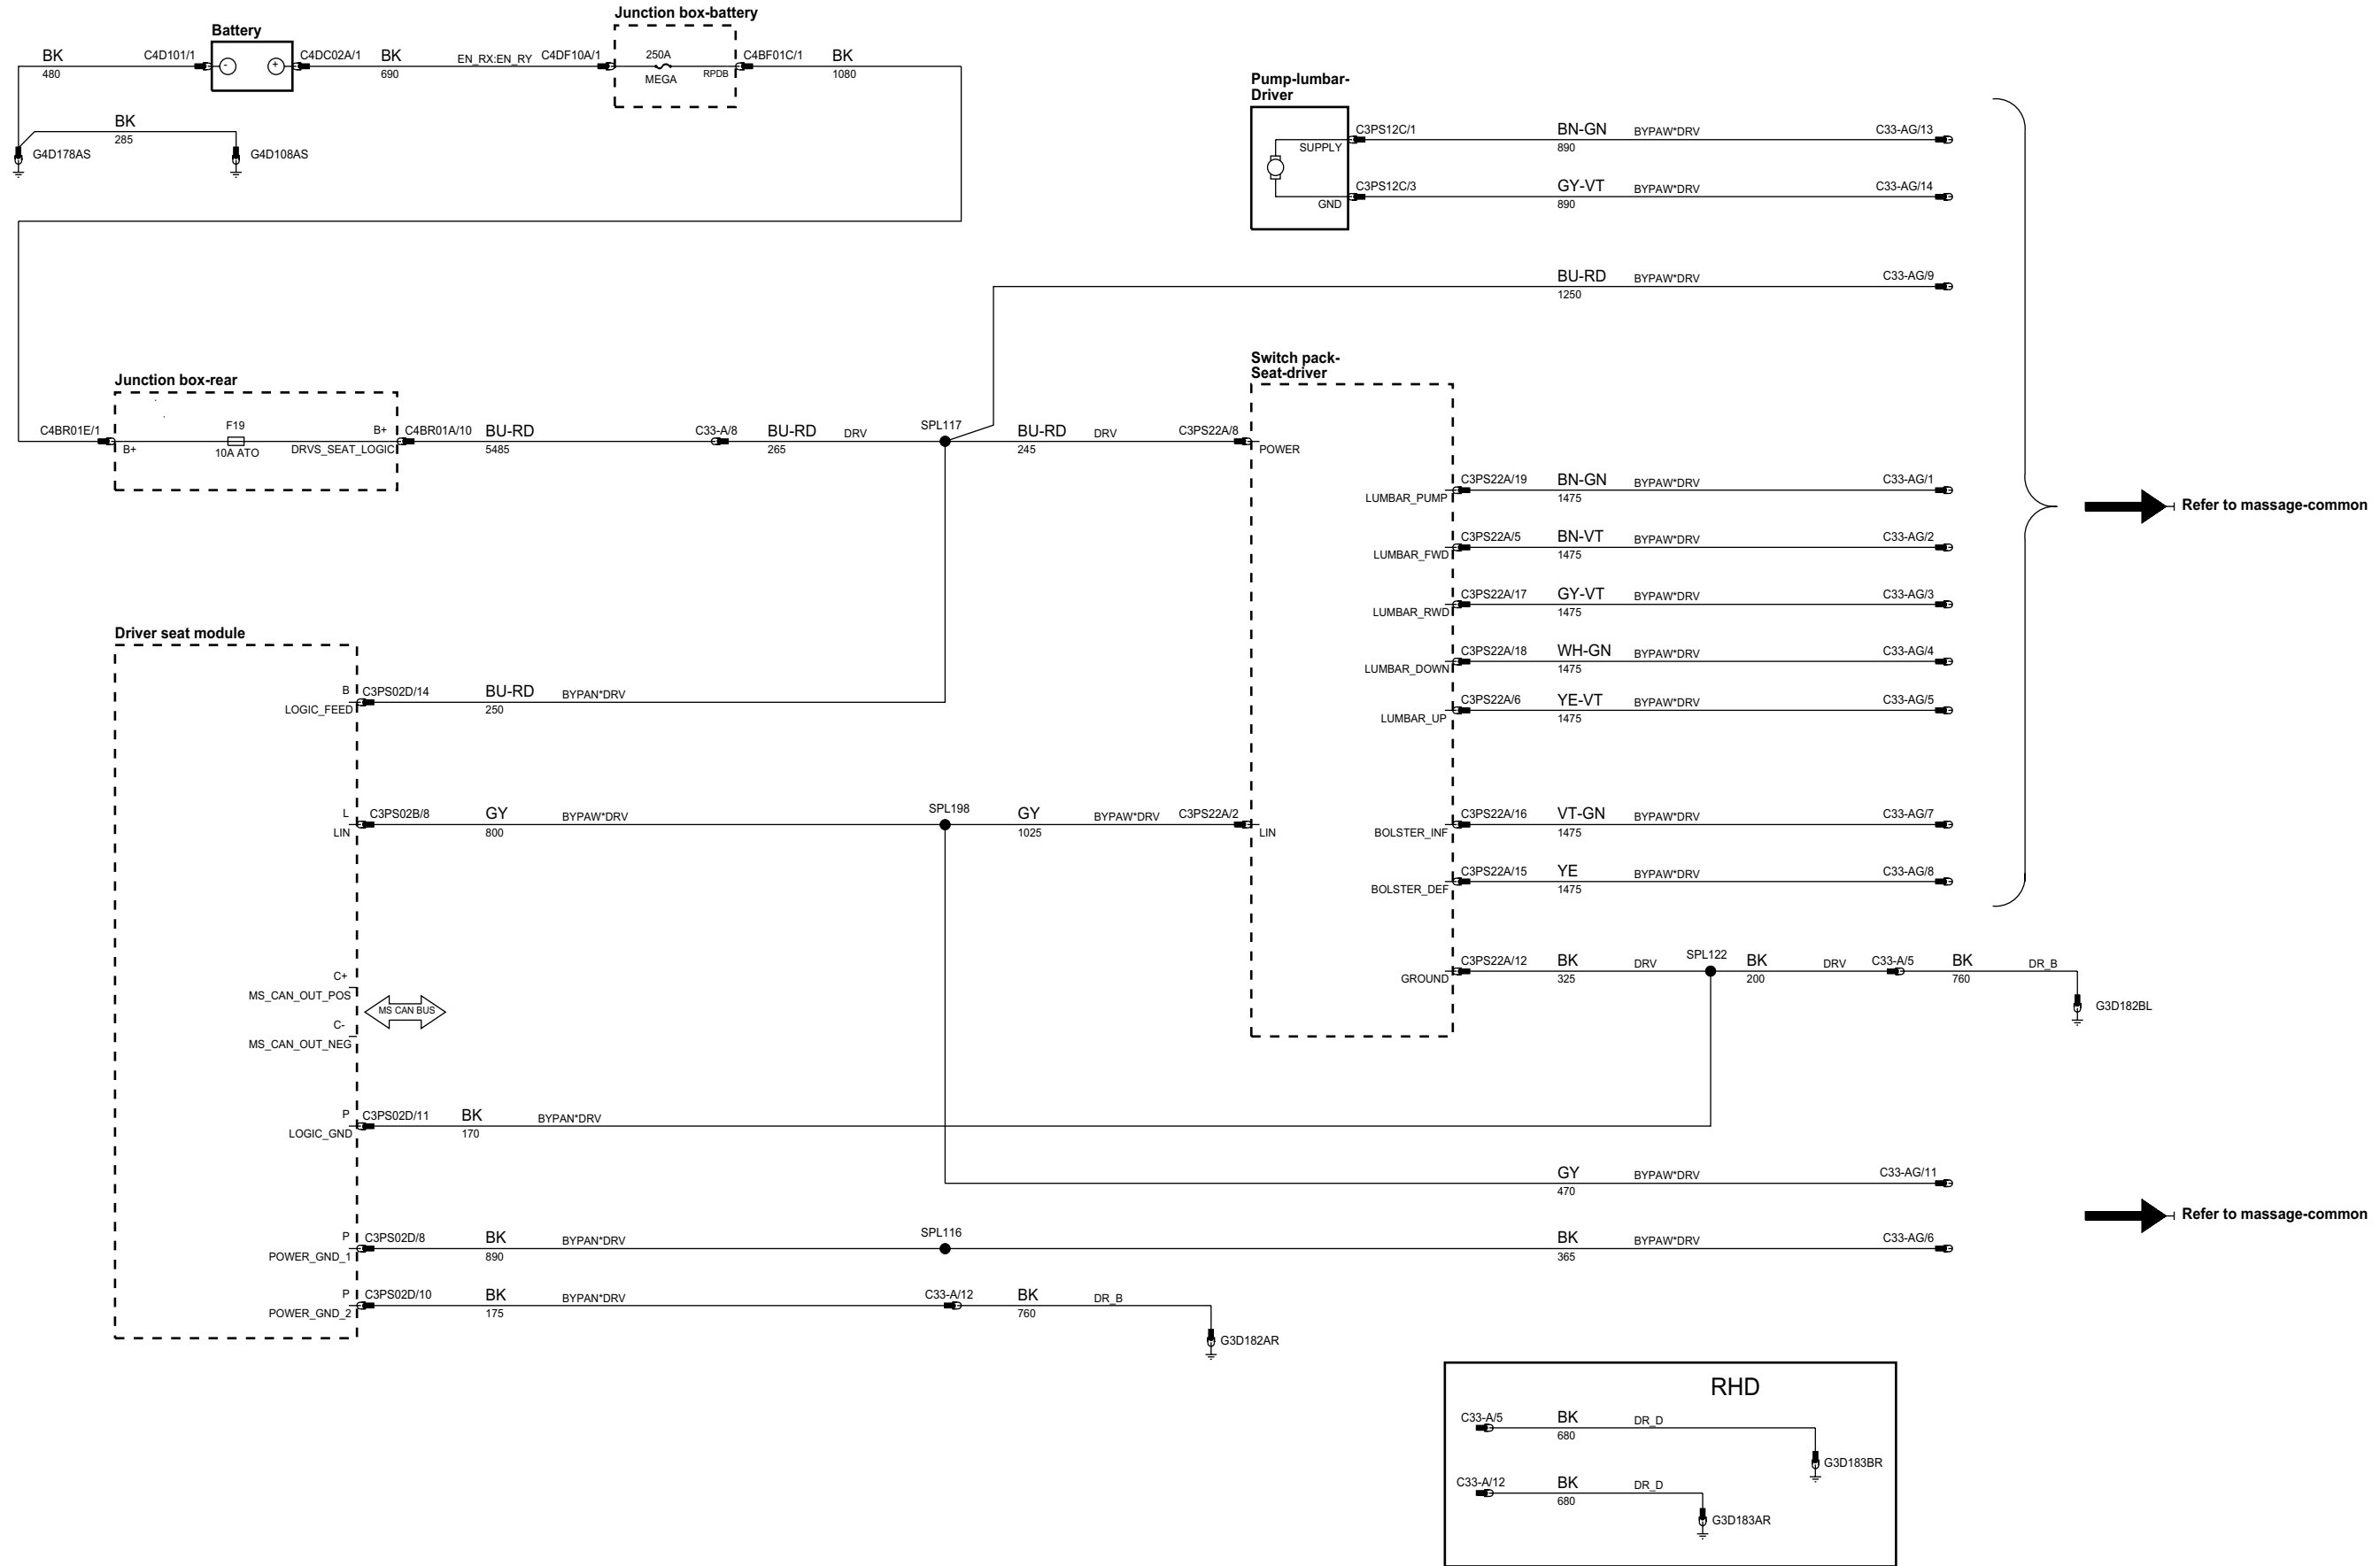 Junction box-battery
Battery
BK
480
C4D101/1
-
+
C4DC02A/1
BK
690
EN_RX:EN_RY
C4DF10A/1
250A
MEGA
RPDB
C4BF01C/1
BK
1080
BK
285
G4D178AS
G4D108AS
Pump-lumbar-
Driver
C3PS12C/1
SUPPLY
BN-GN
890
BYPAW*DRV
C33-AG/13
C3PS12C/3
GND
GY-VT
890
BYPAW*DRV
C33-AG/14
BU-RD
1250
BYPAW*DRV
C33-AG/9
Junction box-rear
C4BR01E/1
B+
F19
10A ATO
B+
DRVS_SEAT_LOGIC
C4BR01A/10
BU-RD
5485
C33-A/8
BU-RD
265
DRV
SPL117
BU-RD
245
DRV
C3PS22A/8
Switch pack-
Seat-driver
POWER
LUMBAR_PUMP
C3PS22A/19
BN-GN
1475
BYPAW*DRV
C33-AG/1
LUMBAR_FWD
C3PS22A/5
BN-VT
1475
BYPAW*DRV
C33-AG/2
LUMBAR_RWD
C3PS22A/17
GY-VT
1475
BYPAW*DRV
C33-AG/3
LUMBAR_DOWN
C3PS22A/18
WH-GN
1475
BYPAW*DRV
C33-AG/4
LUMBAR_UP
C3PS22A/6
YE-VT
1475
BYPAW*DRV
C33-AG/5
Refer to massage-common
Driver seat module
B
LOGIC_FEED
C3PS02D/14
BU-RD
250
BYPAN*DRV
L
LIN
C3PS02B/8
GY
800
BYPAW*DRV
SPL198
GY
1025
BYPAW*DRV
C3PS22A/2
LIN
BOLSTER_INF
C3PS22A/16
VT-GN
1475
BYPAW*DRV
C33-AG/7
BOLSTER_DEF
C3PS22A/15
YE
1475
BYPAW*DRV
C33-AG/8
GROUND
C3PS22A/12
BK
325
DRV
SPL122
BK
200
DRV
C33-A/5
BK
760
DR_B
G3D182BL
C+
MS_CAN_OUT_POS
MS CAN BUS
C-
MS_CAN_OUT_NEG
P
LOGIC_GND
C3PS02D/11
BK
170
BYPAN*DRV
GY
470
BYPAW*DRV
C33-AG/11
P
POWER_GND_1
C3PS02D/8
BK
890
BYPAN*DRV
SPL116
BK
365
BYPAW*DRV
C33-AG/6
Refer to massage-common
P
POWER_GND_2
C3PS02D/10
BK
175
BYPAN*DRV
C33-A/12
BK
760
DR_B
G3D182AR
RHD
C33-A/5
BK
680
DR_D
G3D183BR
C33-A/12
BK
680
DR_D
G3D183AR